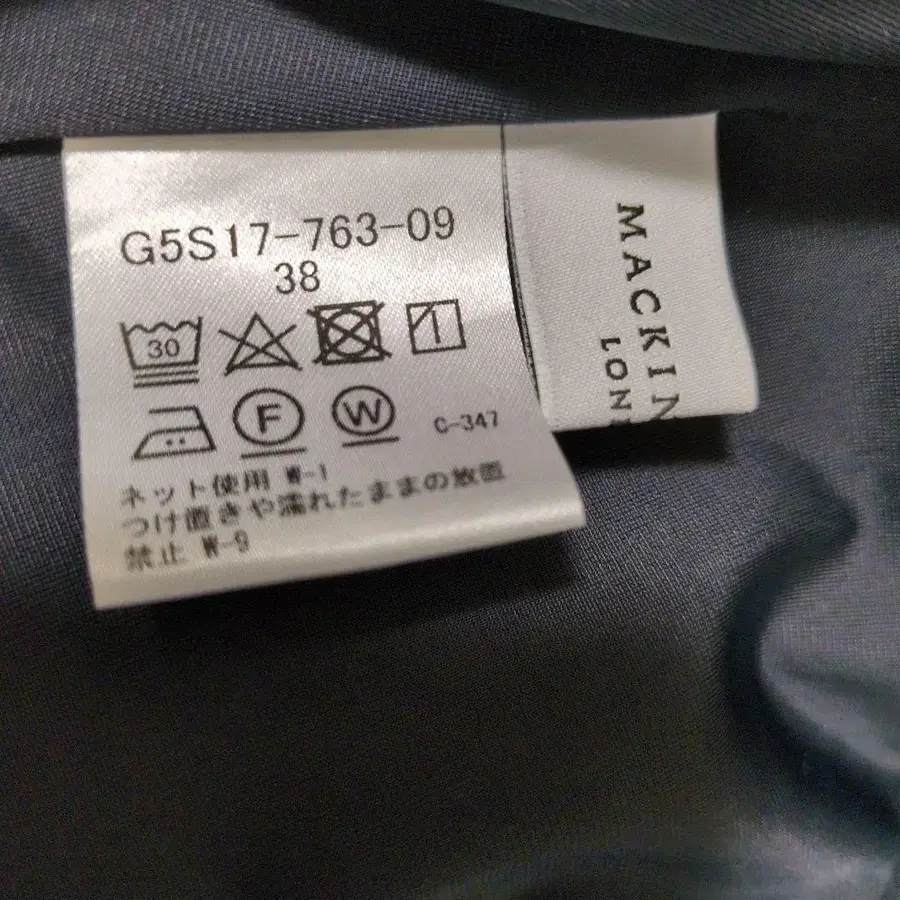 G5S17-763-09
38
30
F W C-347
ネット使用 W-1
つけ置きや濡れたままの放置
禁止 W-9
MACKIN
LON